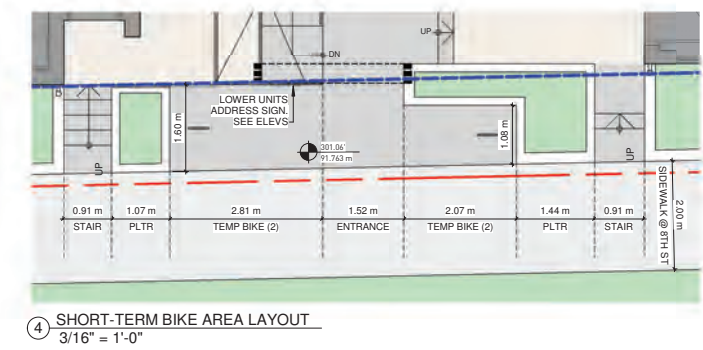 UP
DN
B
LOWER UNITS
ADDRESS SIGN.
SEE ELEVS
1.60 m
1.08 m
301.06'
91.763 m
UP
UP
0.91 m
STAIR
1.07 m
PLTR
2.81 m
TEMP BIKE (2)
1.52 m
ENTRANCE
2.07 m
TEMP BIKE (2)
1.44 m
PLTR
0.91 m
STAIR
SIDEWALK @ 8TH ST
2.00 m
4
SHORT-TERM BIKE AREA LAYOUT
3/16" = 1'-0"